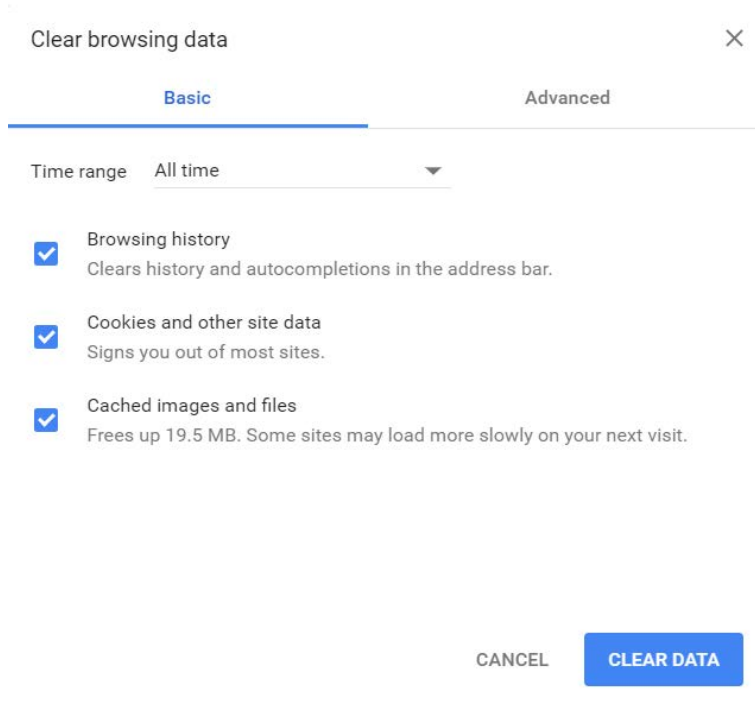 Clear browsing data
Basic Advanced
Time range All time
Browsing history
Clears history and autocompletions in the address bar.
Cookies and other site data
Signs you out of most sites.
Cached images and files
Frees up 19.5 MB. Some sites may load more slowly on your next visit.
CANCEL CLEAR DATA